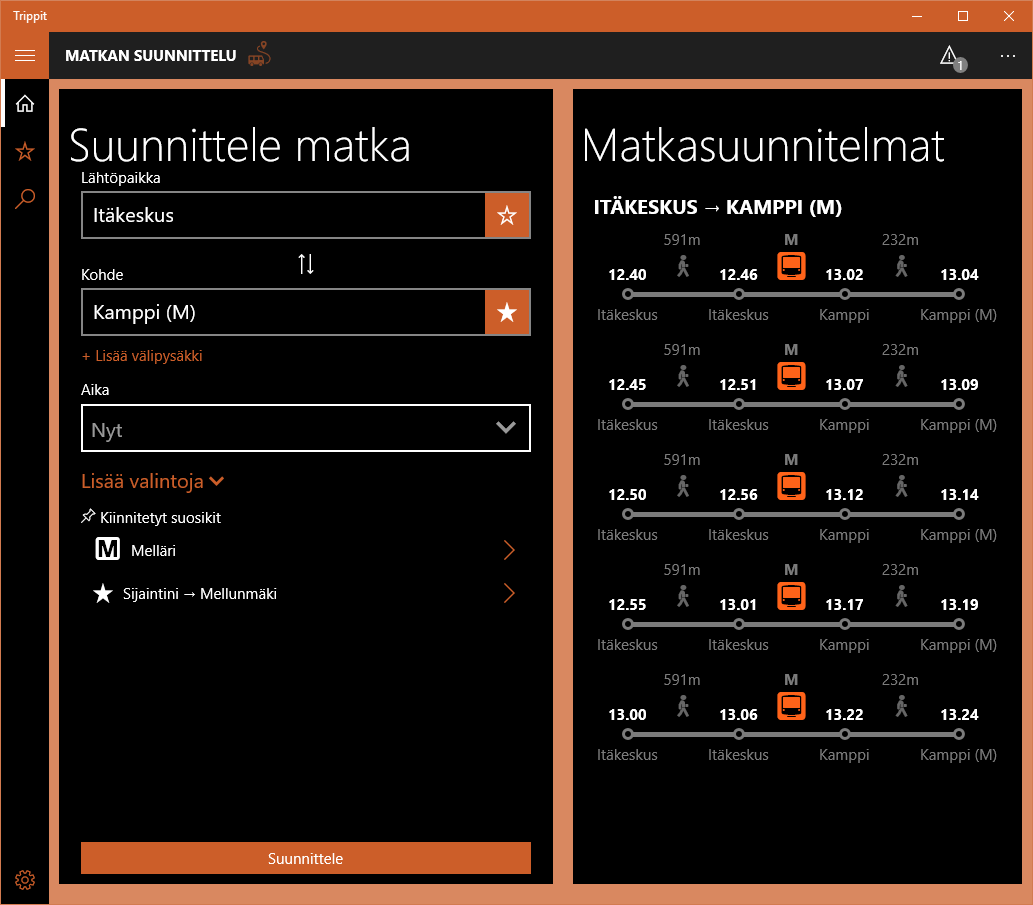 Trippit
MATKAN SUUNNITTELU
1
Suunnittele matka
Lähtöpaikka
Itäkeskus
Kohde
Kamppi (M)
+ Lisää välipysäkki
Aika
Nyt
Lisää valintoja
Kiinnitetyt suosikit
M Melläri
Sijaintini → Mellunmäki
Suunnittele
Matkasuunnitelmat
ITÄKESKUS → KAMPPI (M)
591m M 232m
12.40 12.46 13.02 13.04
Itäkeskus Itäkeskus Kamppi Kamppi (M)
591m M 232m
12.45 12.51 13.07 13.09
Itäkeskus Itäkeskus Kamppi Kamppi (M)
591m M 232m
12.50 12.56 13.12 13.14
Itäkeskus Itäkeskus Kamppi Kamppi (M)
591m M 232m
12.55 13.01 13.17 13.19
Itäkeskus Itäkeskus Kamppi Kamppi (M)
591m M 232m
13.00 13.06 13.22 13.24
Itäkeskus Itäkeskus Kamppi Kamppi (M)